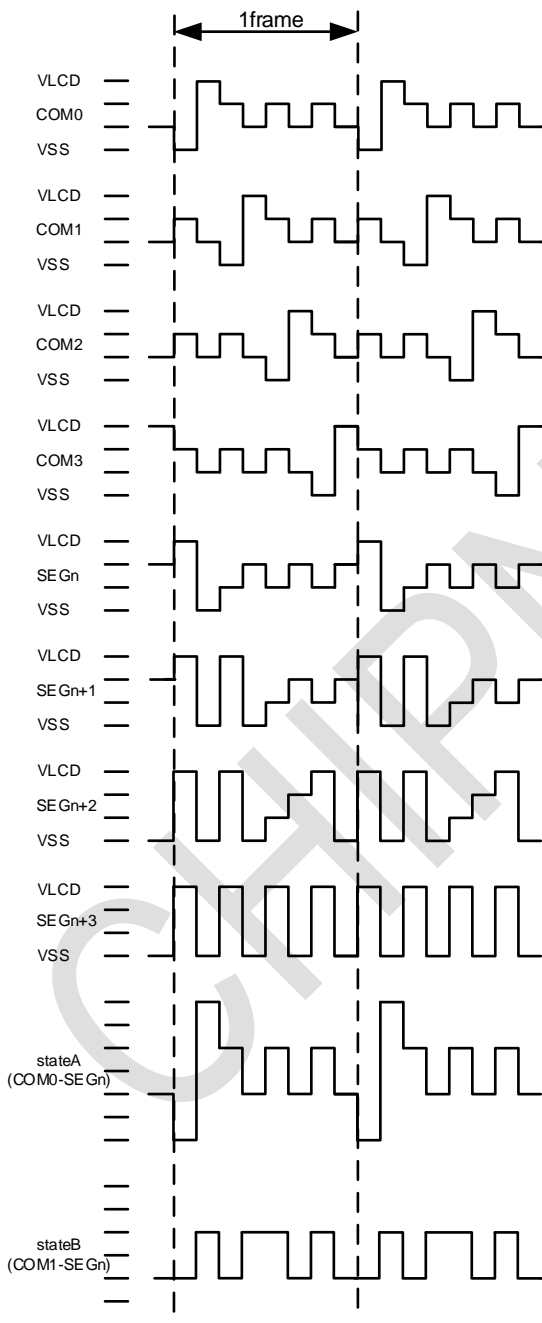 1frame
VLCD
COM0
VSS
VLCD
COM1
VSS
VLCD
COM2
VSS
VLCD
COM3
VSS
VLCD
SEGn
VSS
VLCD
SEGn+1
VSS
VLCD
SEGn+2
VSS
VLCD
SEGn+3
VSS
stateA
(COM0-SEGn)
stateB
(COM1-SEGn)